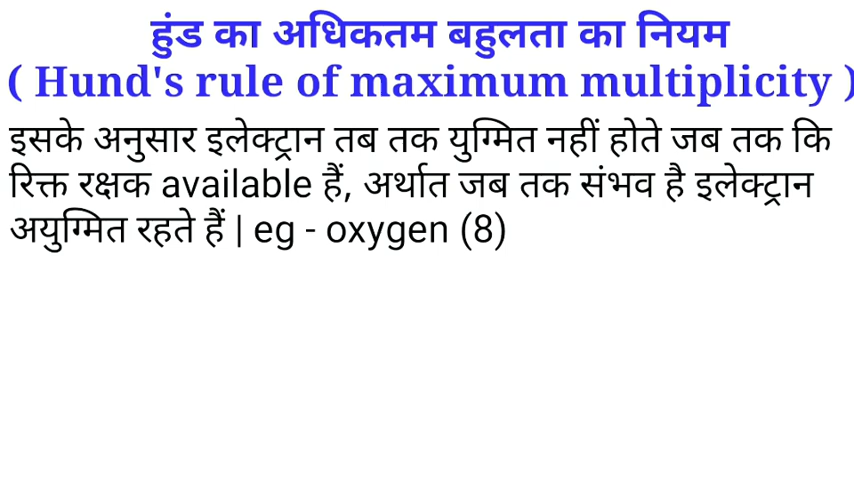 हुंड का अधिकतम बहुलता का नियम
( Hund's rule of maximum multiplicity )
इसके अनुसार इलेक्ट्रान तब तक युग्मित नहीं होते जब तक कि
रिक्त रक्षक available हैं, अर्थात जब तक संभव है इलेक्ट्रान
अयुग्मित रहते हैं | eg - oxygen (8)